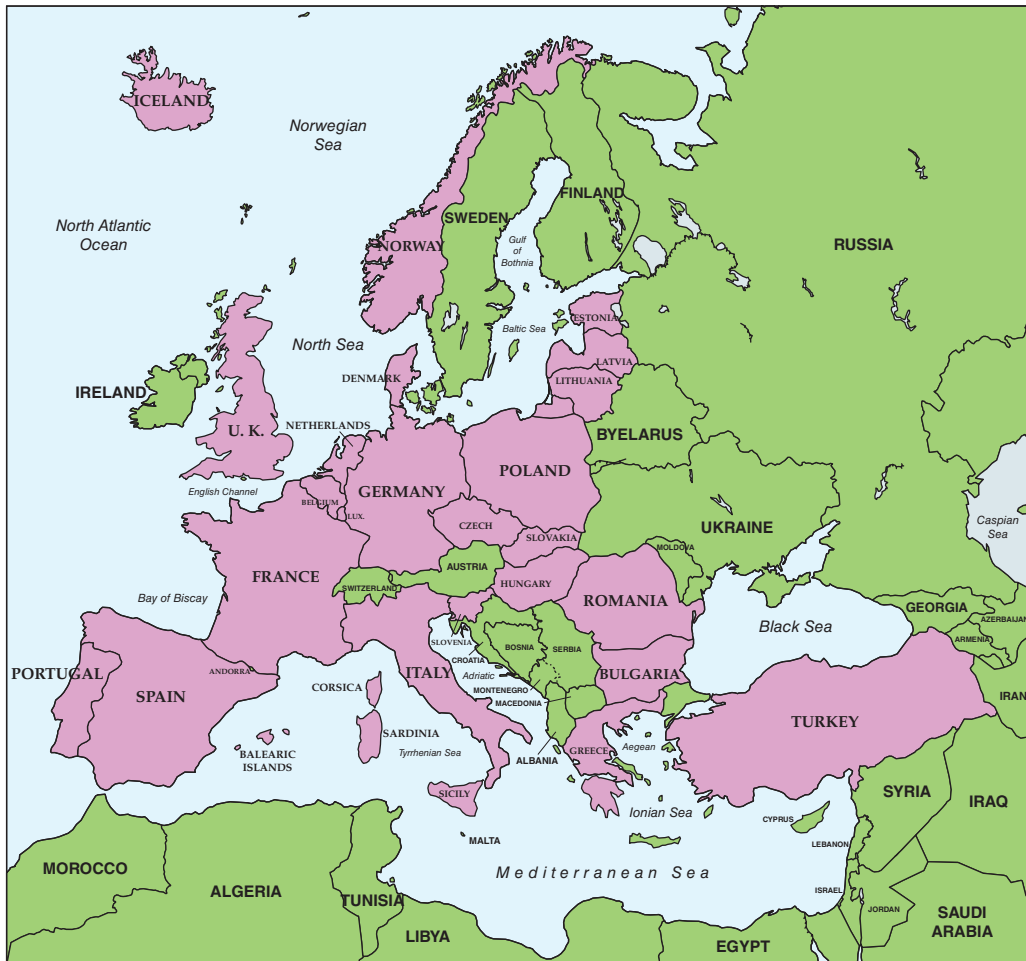 ICELAND
Norwegian
Sea
FINLAND
SWEDEN
North Atlantic
Ocean
NORWAY
Gulf
of
Bothnia
RUSSIA
ESTONIA
Baltic Sea
North Sea
LATVIA
DENMARK
LITHUANIA
IRELAND
NETHERLANDS
U. K.
BYELARUS
POLAND
English Channel
GERMANY
BELGIUM
LUX.
CZECH
UKRAINE
Caspian
Sea
SLOVAKIA
MOLDOVA
AUSTRIA
FRANCE
SWITZERLAND
HUNGARY
Bay of Biscay
ROMANIA
GEORGIA
AZERBAIJAN
Black Sea
ARMENIA
SLOVENIA
BOSNIA
SERBIA
CROATIA
PORTUGAL
ANDORRA
ITALY
Adriatic
BULGARIA
CORSICA
MONTENEGRO
MACEDONIA
SPAIN
IRAN
TURKEY
SARDINIA
Tyrrhenian Sea
BALEARIC
ISLANDS
ALBANIA
GREECE
Aegean
SICILY
SYRIA
IRAQ
Ionian Sea
CYPRUS
MALTA
LEBANON
MOROCCO
Mediterranean Sea
ALGERIA
TUNISIA
ISRAEL
JORDAN
SAUDI
ARABIA
LIBYA
EGYPT